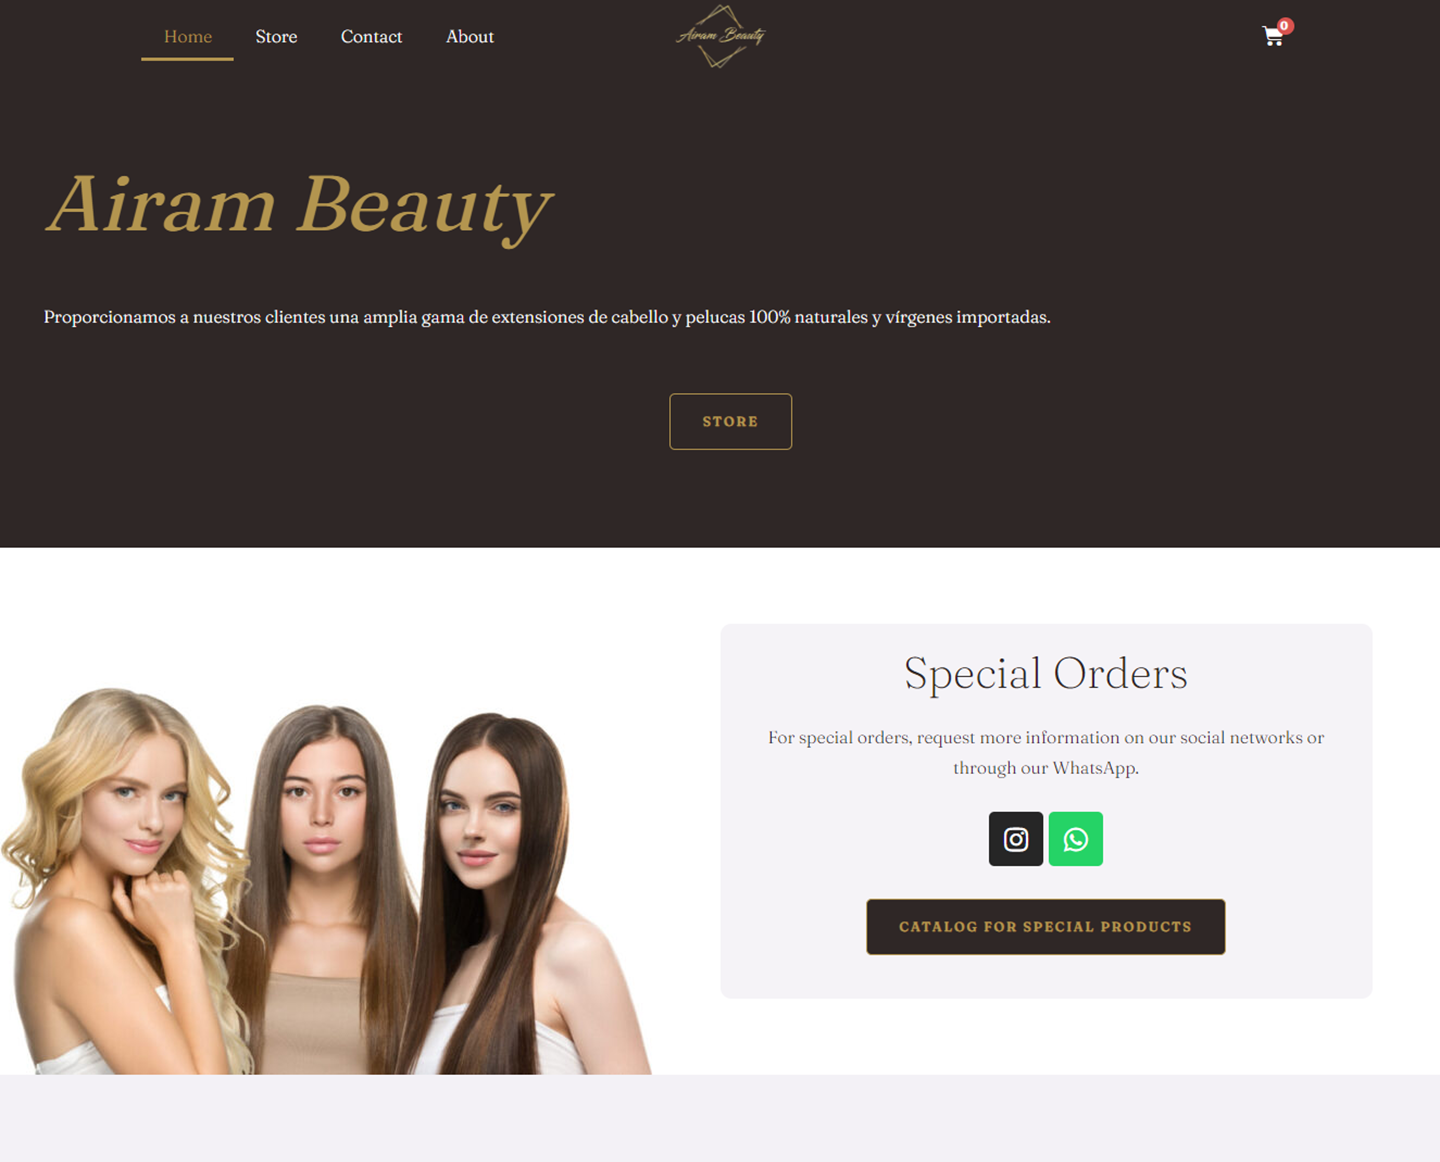 Home Store Contact About
Airam Beauty
0
Airam Beauty
Proporcionamos a nuestros clientes una amplia gama de extensiones de cabello y pelucas 100% naturales y vírgenes importadas.
STORE
Special Orders
For special orders, request more information on our social networks or
through our WhatsApp.
CATALOG FOR SPECIAL PRODUCTS